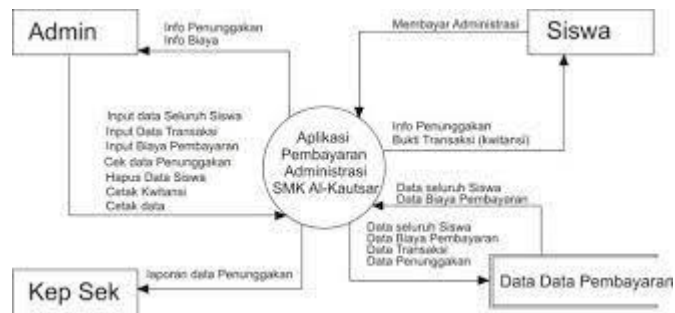 Admin
Info Penunggakan
Info Biaya
Membayar Administrasi
Siswa
Input data Seluruh Siswa
Input Data Transaksi
Input Biaya Pembayaran
Cek data Penunggakan
Hapus Data Siswa
Cetak Kwitansi
Cetak data
Aplikasi
Pembayaran
Administrasi
SMK Al-Kautsar
Info Penunggakan
Bukti Transaksi (kwitansi)
Data seluruh Siswa
Data Biaya Pembayaran
Data seluruh Siswa
Data Biaya Pembayaran
Data Transaksi
Data Penunggakan
Kep Sek
laporan data Penunggakan
Data Data Pembayaran